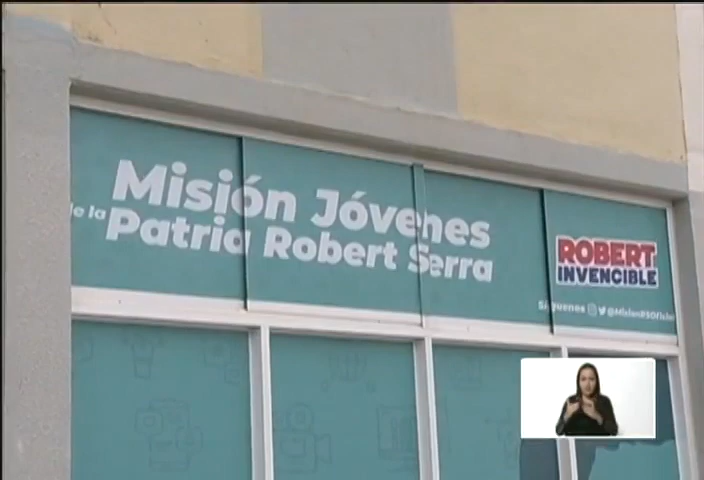 Misión Jóvenes
de la
Patria Robert Serra
ROBERT
INVENCIBLE
Síguenos